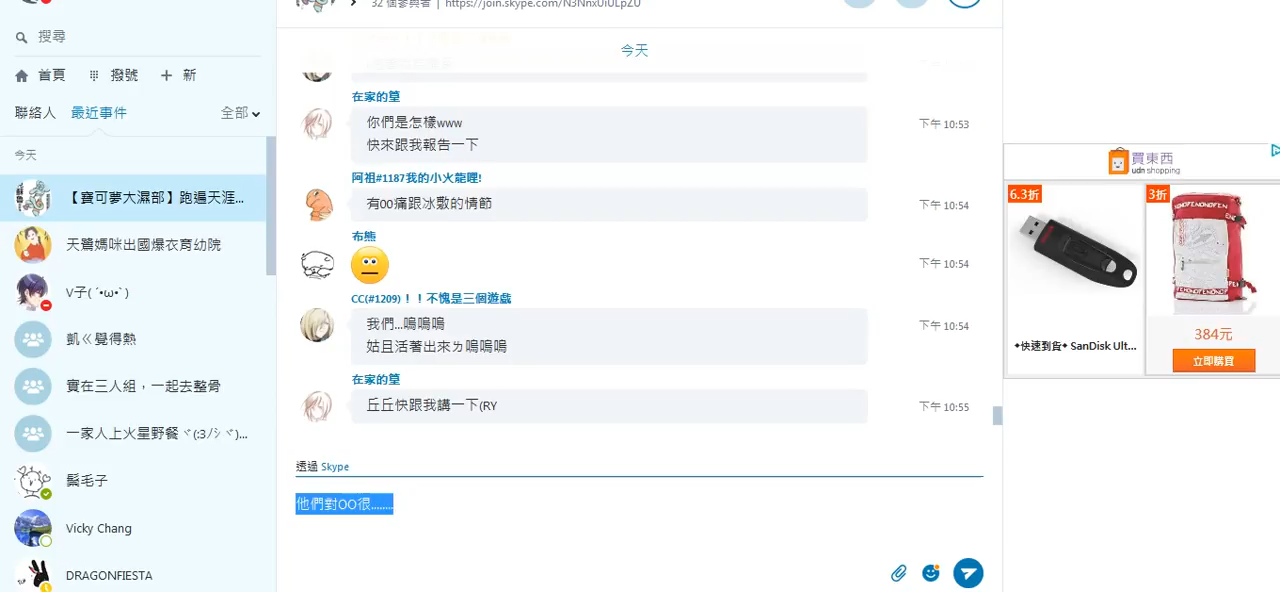 32 個參與者 | https://join.skype.com/N3NnxUiULpZU
搜尋
首頁 撥號 新
聯絡人 最近事件 全部
今天
【寶可夢大濕部】跑遍天涯...
天鵞媽咪出國爆衣育幼院
V子( ´•ω•`)
凱ㄍ覺得熱
實在三人組，一起去整骨
一家人上火星野餐ヾ(:3ﾉｼヾ)...
鬍毛子
Vicky Chang
DRAGONFIESTA
今天
在家的篁
你們是怎樣www
快來跟我報告一下
下午 10:53
阿祖#1187我的小火龍哩!
有00痛跟冰敷的情節
下午 10:54
布熊
下午 10:54
CC(#1209)！！不愧是三個遊戲
我們...嗚嗚嗚
姑且活著出來ㄌ嗚嗚嗚
下午 10:54
在家的篁
丘丘快跟我講一下(RY
下午 10:55
透過 Skype
他們對OO很........
買東西
udn shopping
6.3折
✦快速到貨✦ SanDisk Ult...
3折
384元
立即購買